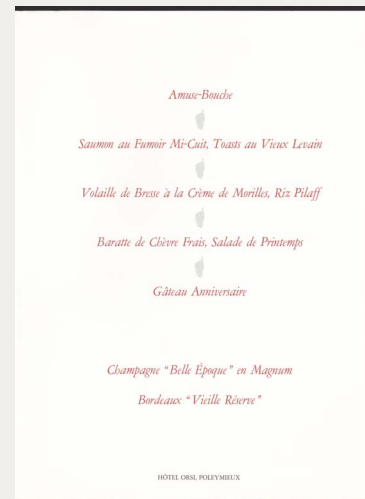 Amuse-Bouche
Saumon au Fumoir Mi-Cuit, Toasts au Vieux Levain
Volaille de Bresse à la Crème de Morilles, Riz Pilaff
Baratte de Chèvre Frais, Salade de Printemps
Gâteau Anniversaire
Champagne "Belle Époque" en Magnum
Bordeaux "Vieille Réserve"
HÔTEL ORSI, POLEYMIEUX